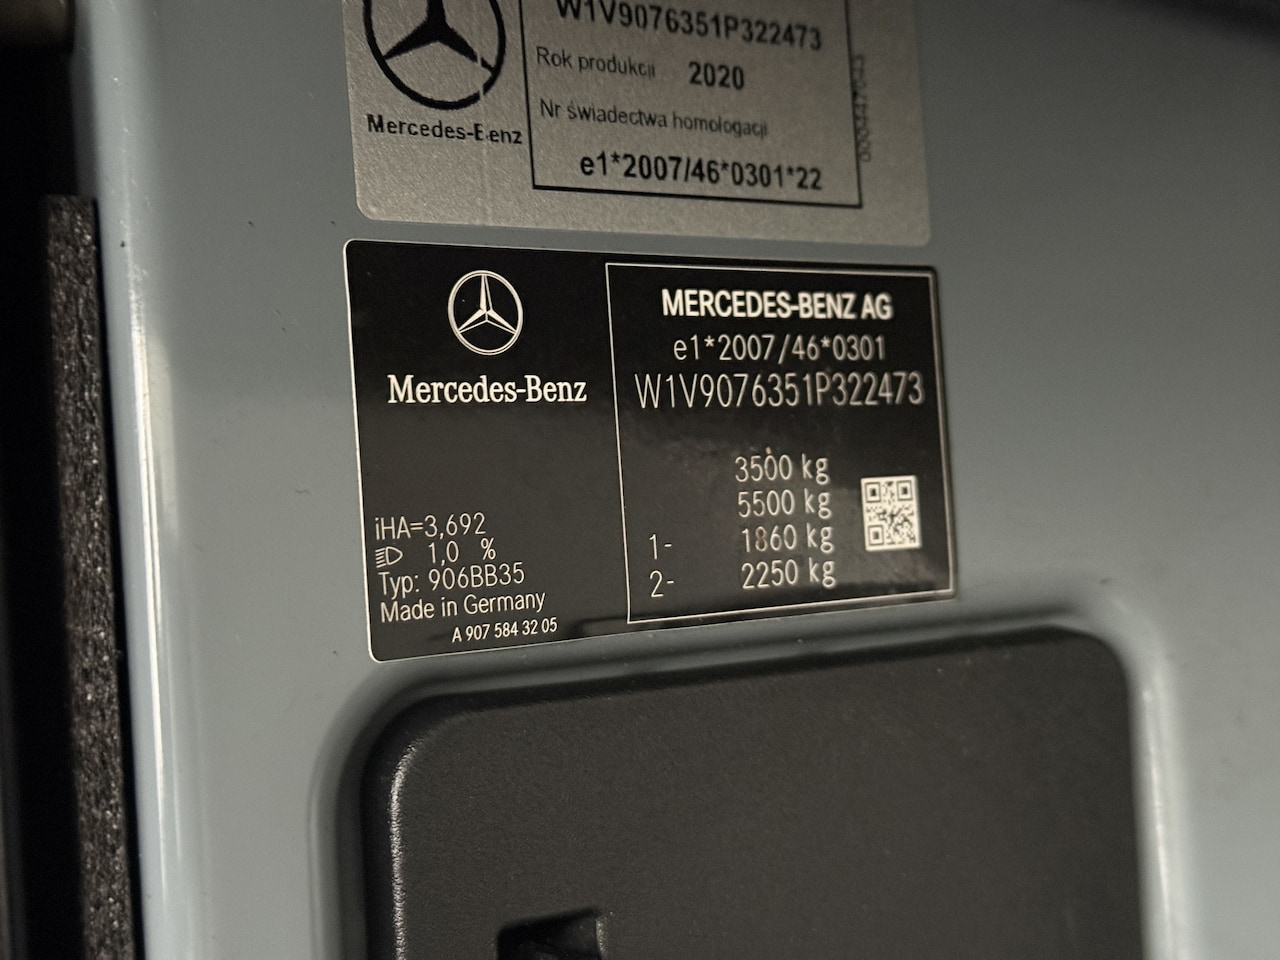 W1V9076351P322473
Rok produkcji 2020
Nr świadectwa homologacji
e1*2007/46*0301*22
Mercedes-Benz
MERCEDES-BENZ AG
e1*2007/46*0301
W1V9076351P322473
3500 kg
5500 kg
1- 1860 kg
2- 2250 kg
Mercedes-Benz
iHA=3,692
1,0 %
Typ: 906BB35
Made in Germany
A 907 584 32 05